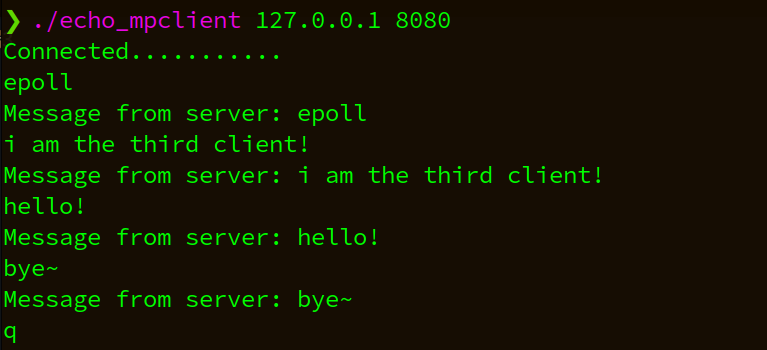 ❯ ./echo_mpclient 127.0.0.1 8080
Connected...........
epoll
Message from server: epoll
i am the third client!
Message from server: i am the third client!
hello!
Message from server: hello!
bye~
Message from server: bye~
q